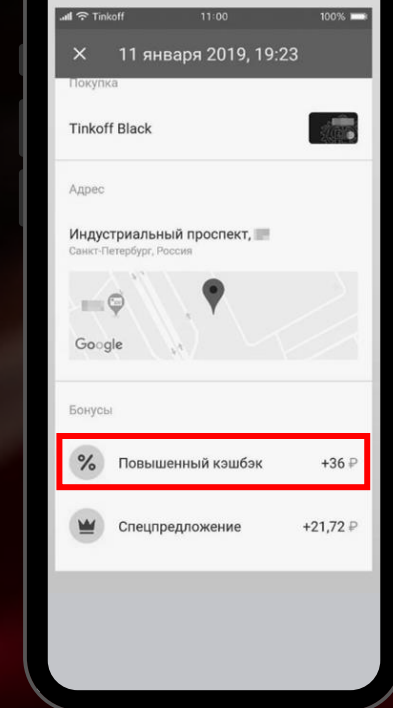 Tinkoff 11:00 100%
11 января 2019, 19:23
Покупка
Tinkoff Black
Адрес
Индустриальный проспект,
Санкт-Петербург, Россия
Google
Бонусы
% Повышенный кэшбэк +36 ₽
Спецпредложение +21,72 ₽